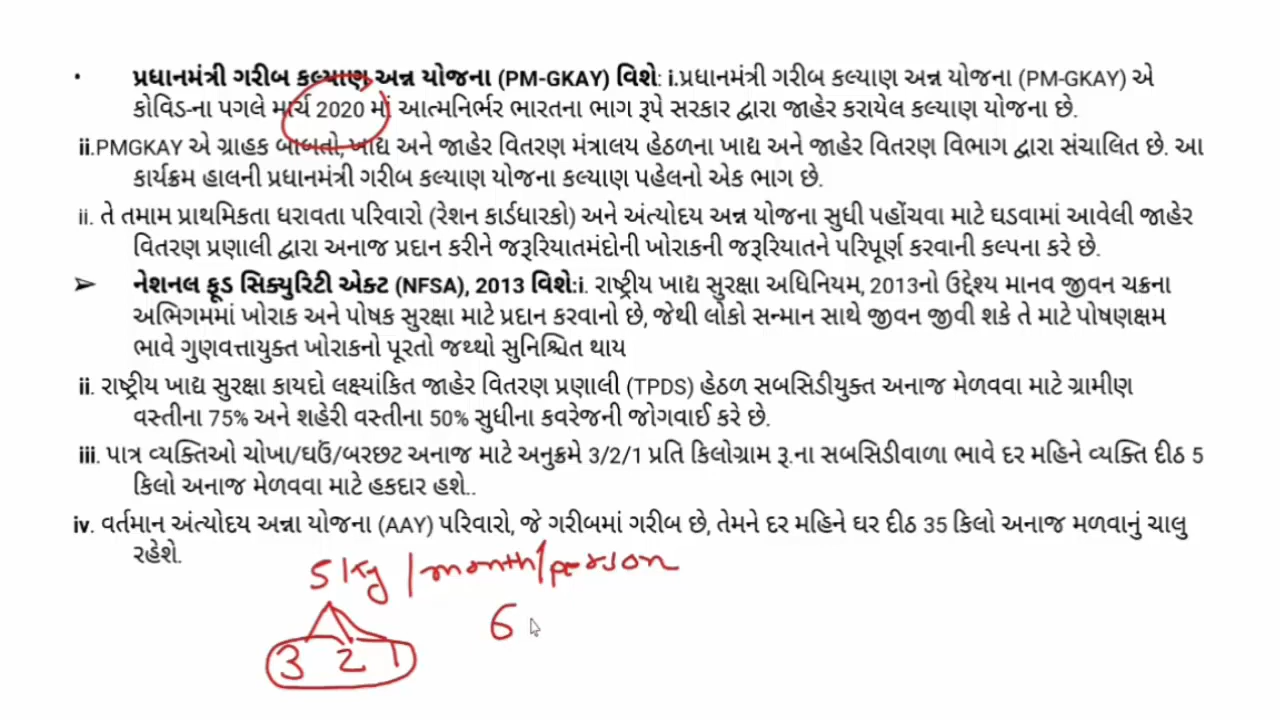 • પ્રધાનમંત્રી ગરીબ કલ્યાણ અન્ન યોજના (PM-GKAY) વિશે: i.પ્રધાનમંત્રી ગરીબ કલ્યાણ અન્ન યોજના (PM-GKAY) એ
કોવિડ-ના પગલે માર્ચ 2020 માં આત્મનિર્ભર ભારતના ભાગ રૂપે સરકાર દ્વારા જાહેર કરાયેલ કલ્યાણ યોજના છે.
ii.PMGKAY એ ગ્રાહક બાબતો, ખાદ્ય અને જાહેર વિતરણ મંત્રાલય હેઠળના ખાદ્ય અને જાહેર વિતરણ વિભાગ દ્વારા સંચાલિત છે. આ
કાર્યક્રમ હાલની પ્રધાનમંત્રી ગરીબ કલ્યાણ યોજના કલ્યાણ પહેલનો એક ભાગ છે.
ii. તે તમામ પ્રાથમિકતા ધરાવતા પરિવારો (રેશન કાર્ડધારકો) અને અંત્યોદય અન્ન યોજના સુધી પહોંચવા માટે ઘડવામાં આવેલી જાહેર
વિતરણ પ્રણાલી દ્વારા અનાજ પ્રદાન કરીને જરૂરિયાતમંદોની ખોરાકની જરૂરિયાતને પરિપૂર્ણ કરવાની કલ્પના કરે છે.
➢ નેશનલ ફૂડ સિક્યુરિટી એક્ટ (NFSA), 2013 વિશે:i. રાષ્ટ્રીય ખાદ્ય સુરક્ષા અધિનિયમ, 2013નો ઉદ્દેશ્ય માનવ જીવન ચક્રના
અભિગમમાં ખોરાક અને પોષક સુરક્ષા માટે પ્રદાન કરવાનો છે, જેથી લોકો સન્માન સાથે જીવન જીવી શકે તે માટે પોષણક્ષમ
ભાવે ગુણવત્તાયુક્ત ખોરાકનો પૂરતો જથ્થો સુનિશ્ચિત થાય
ii. રાષ્ટ્રીય ખાદ્ય સુરક્ષા કાયદો લક્ષ્યાંકિત જાહેર વિતરણ પ્રણાલી (TPDS) હેઠળ સબસિડીયુક્ત અનાજ મેળવવા માટે ગ્રામીણ
વસ્તીના 75% અને શહેરી વસ્તીના 50% સુધીના કવરેજની જોગવાઈ કરે છે.
iii. પાત્ર વ્યક્તિઓ ચોખા/ઘઉં/બરછટ અનાજ માટે અનુક્રમે 3/2/1 પ્રતિ કિલોગ્રામ રૂ.ના સબસિડીવાળા ભાવે દર મહિને વ્યક્તિ દીઠ 5
કિલો અનાજ મેળવવા માટે હકદાર હશે..
iv. વર્તમાન અંત્યોદય અન્ના યોજના (AAY) પરિવારો, જે ગરીબમાં ગરીબ છે, તેમને દર મહિને ઘર દીઠ 35 કિલો અનાજ મળવાનું ચાલુ
રહેશે.
5 Kg / month/person
6
3 2 1